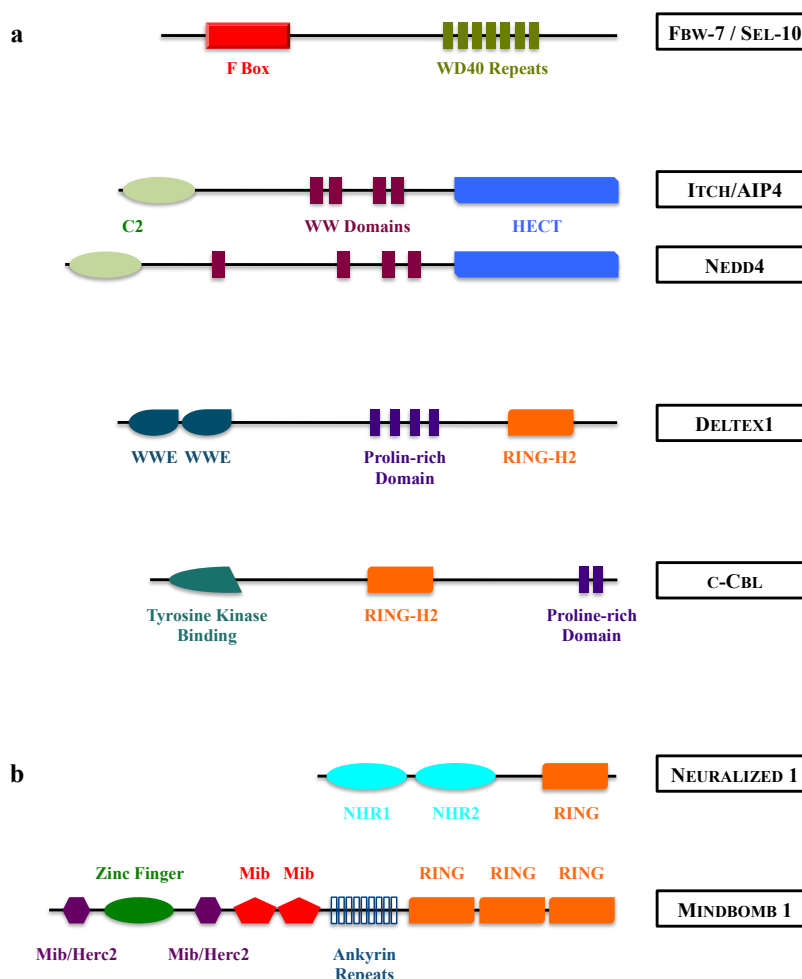 a
FBW-7 / SEL-10
F Box
WD40 Repeats
ITCH/AIP4
C2
WW Domains
HECT
NEDD4
DELTEX1
WWE
WWE
Prolin-rich
Domain
RING-H2
C-CBL
Tyrosine Kinase
Binding
RING-H2
Proline-rich
Domain
b
NEURALIZED 1
NHR1
NHR2
RING
Zinc Finger
Mib
Mib
RING
RING
RING
MINDBOMB 1
Mib/Herc2
Mib/Herc2
Ankyrin
Repeats